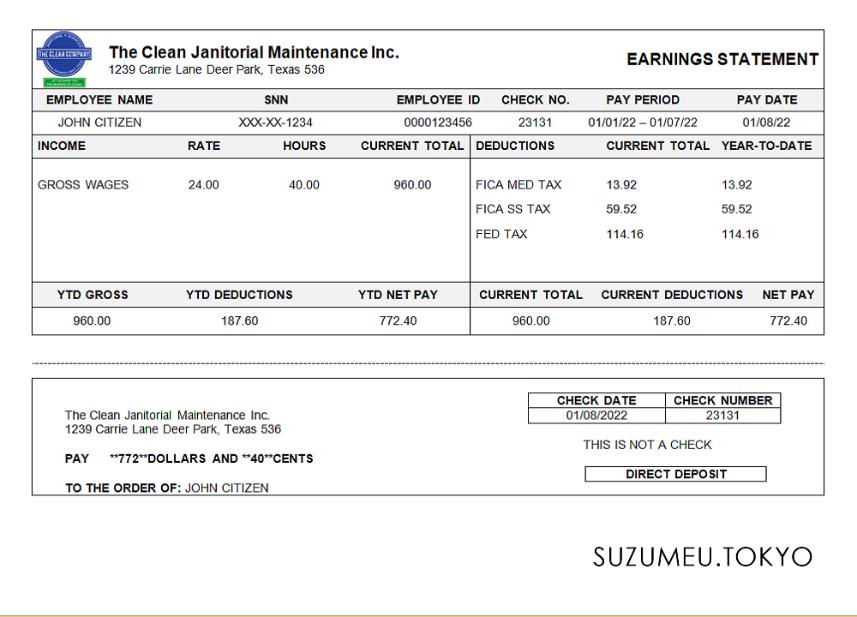 THE CLEAN COMPANY
The Clean Janitorial Maintenance Inc.
1239 Carrie Lane Deer Park, Texas 536
EARNINGS STATEMENT
EMPLOYEE NAME SNN EMPLOYEE ID CHECK NO. PAY PERIOD PAY DATE
JOHN CITIZEN XXX-XX-1234 0000123456 23131 01/01/22 – 01/07/22 01/08/22
INCOME RATE HOURS CURRENT TOTAL DEDUCTIONS CURRENT TOTAL YEAR-TO-DATE
GROSS WAGES 24.00 40.00 960.00 FICA MED TAX 13.92 13.92
FICA SS TAX 59.52 59.52
FED TAX 114.16 114.16
YTD GROSS YTD DEDUCTIONS YTD NET PAY CURRENT TOTAL CURRENT DEDUCTIONS NET PAY
960.00 187.60 772.40 960.00 187.60 772.40
CHECK DATE CHECK NUMBER
01/08/2022 23131
The Clean Janitorial Maintenance Inc.
1239 Carrie Lane Deer Park, Texas 536
THIS IS NOT A CHECK
PAY **772**DOLLARS AND **40**CENTS
DIRECT DEPOSIT
TO THE ORDER OF: JOHN CITIZEN
SUZUMEU.TOKYO